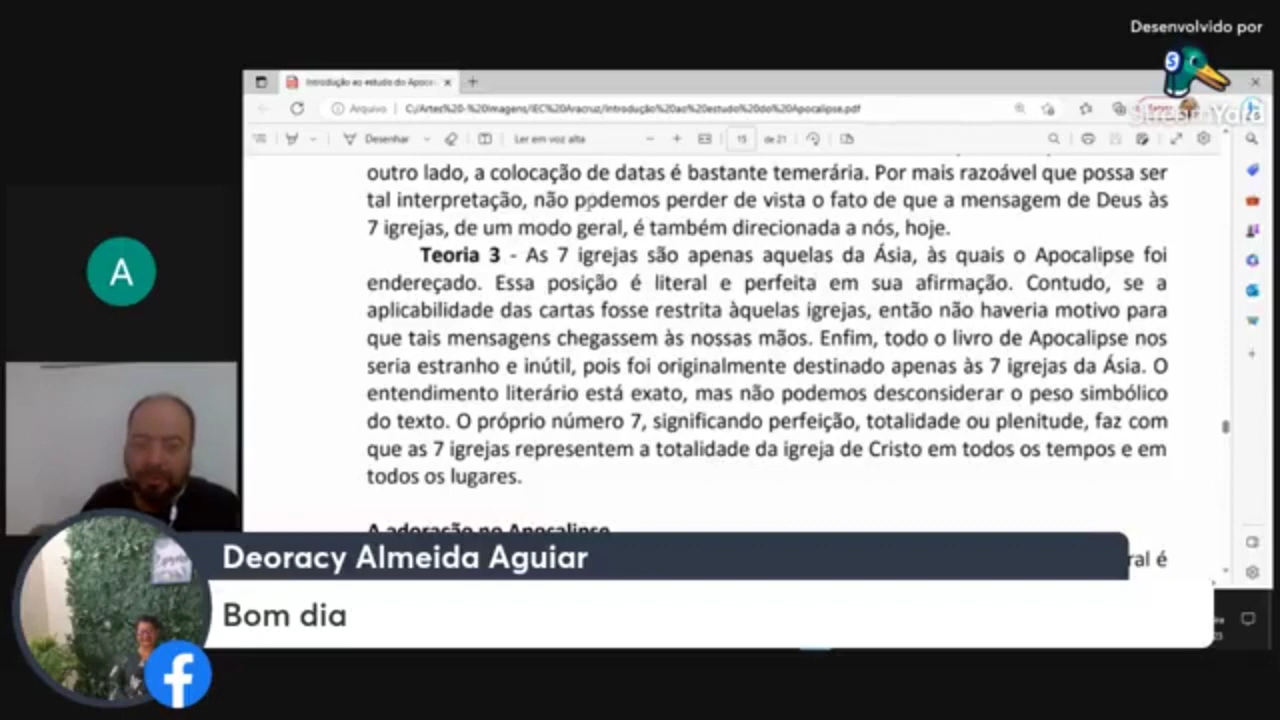 Desenvolvido por
S
StreamYard
Introdução ao estudo do Apoca
Arquivo
C:/Artes%20-%20Imagens/IEC%20Aracruz/Introdução%20ao%20estudo%20do%20Apocalipse.pdf
Desenhar
Ler em voz alta
15
de 21
outro lado, a colocação de datas é bastante temerária. Por mais razoável que possa ser
tal interpretação, não podemos perder de vista o fato de que a mensagem de Deus às
7 igrejas, de um modo geral, é também direcionada a nós, hoje.
Teoria 3 - As 7 igrejas são apenas aquelas da Ásia, às quais o Apocalipse foi
endereçado. Essa posição é literal e perfeita em sua afirmação. Contudo, se a
aplicabilidade das cartas fosse restrita àquelas igrejas, então não haveria motivo para
que tais mensagens chegassem às nossas mãos. Enfim, todo o livro de Apocalipse nos
seria estranho e inútil, pois foi originalmente destinado apenas às 7 igrejas da Ásia. O
entendimento literário está exato, mas não podemos desconsiderar o peso simbólico
do texto. O próprio número 7, significando perfeição, totalidade ou plenitude, faz com
que as 7 igrejas representem a totalidade da igreja de Cristo em todos os tempos e em
todos os lugares.
A adoração no Apocalipse
ral é
A
Deoracy Almeida Aguiar
Bom dia